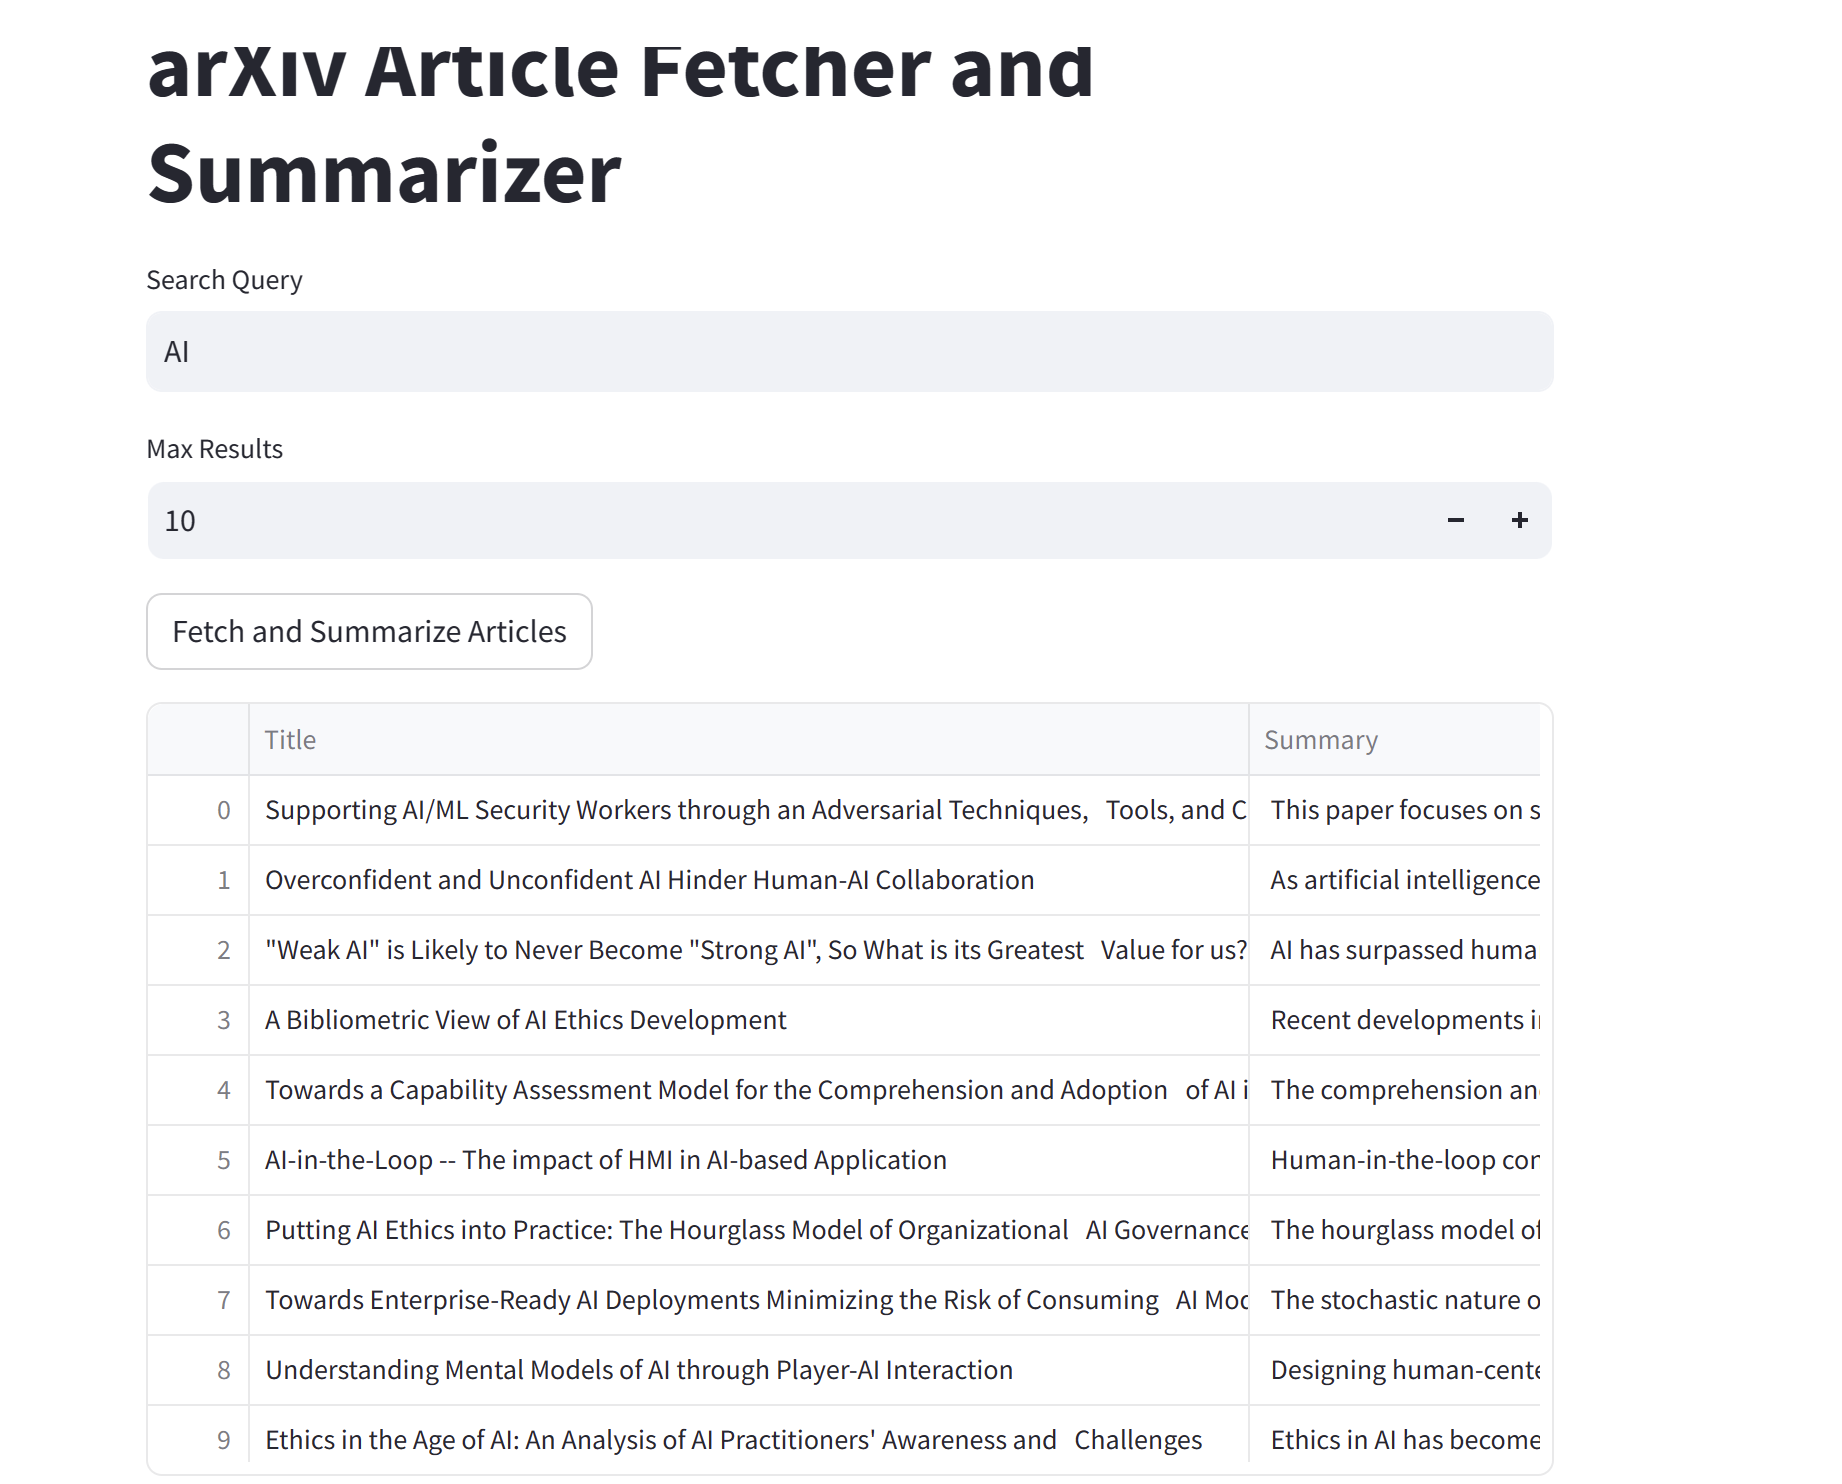 arXiv Article Fetcher and
Summarizer
Search Query
AI
Max Results
10
Fetch and Summarize Articles
Title Summary
0 Supporting AI/ML Security Workers through an Adversarial Techniques, Tools, and C This paper focuses on s
1 Overconfident and Unconfident AI Hinder Human-AI Collaboration As artificial intelligence
2 "Weak AI" is Likely to Never Become "Strong AI", So What is its Greatest Value for us? AI has surpassed huma
3 A Bibliometric View of AI Ethics Development Recent developments i
4 Towards a Capability Assessment Model for the Comprehension and Adoption of AI i The comprehension an
5 AI-in-the-Loop -- The impact of HMI in AI-based Application Human-in-the-loop con
6 Putting AI Ethics into Practice: The Hourglass Model of Organizational AI Governance The hourglass model of
7 Towards Enterprise-Ready AI Deployments Minimizing the Risk of Consuming AI Mod The stochastic nature o
8 Understanding Mental Models of AI through Player-AI Interaction Designing human-cente
9 Ethics in the Age of AI: An Analysis of AI Practitioners' Awareness and Challenges Ethics in AI has become